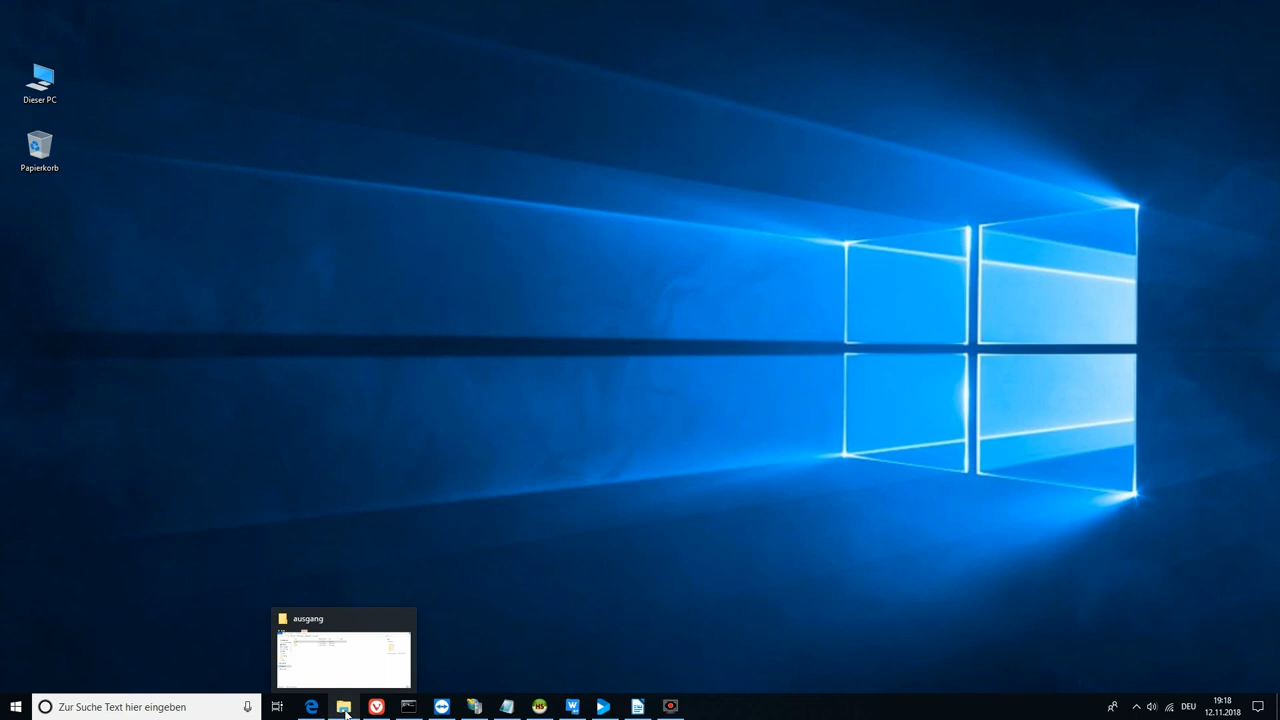 Dieser PC
Papierkorb
ausgang
Zur Suche Text hier eingeben
DEU
19:18
12.11.2018